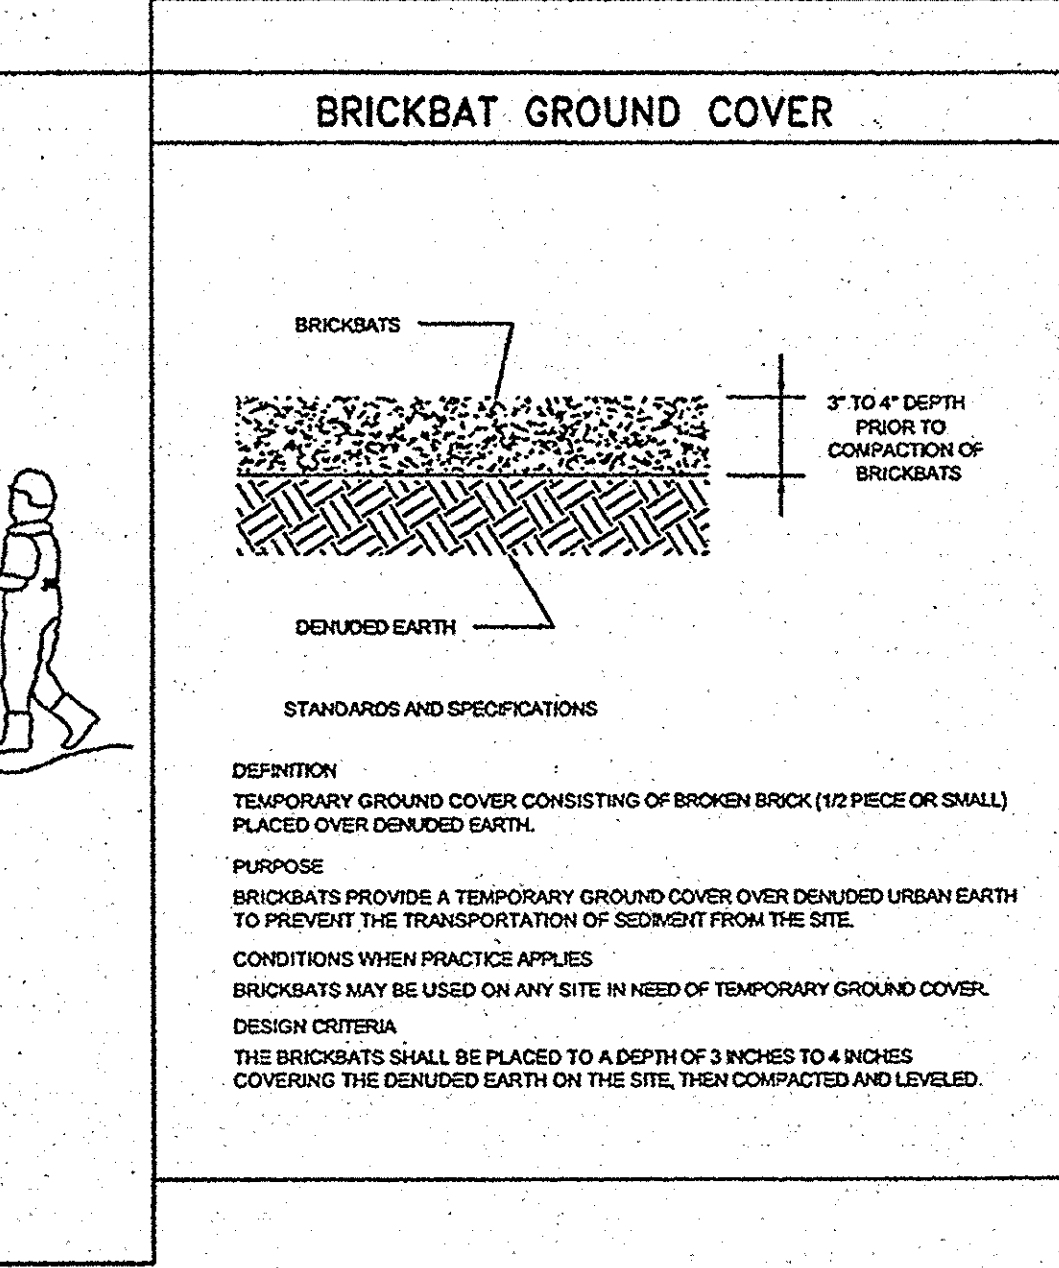 BRICKBAT GROUND COVER
BRICKBATS
3" TO 4" DEPTH
PRIOR TO
COMPACTION OF
BRICKBATS
DENUDED EARTH
STANDARDS AND SPECIFICATIONS
DEFINITION
TEMPORARY GROUND COVER CONSISTING OF BROKEN BRICK (1/2 PIECE OR SMALL)
PLACED OVER DENUDED EARTH.
PURPOSE
BRICKBATS PROVIDE A TEMPORARY GROUND COVER OVER DENUDED URBAN EARTH
TO PREVENT THE TRANSPORTATION OF SEDIMENT FROM THE SITE.
CONDITIONS WHEN PRACTICE APPLIES
BRICKBATS MAY BE USED ON ANY SITE IN NEED OF TEMPORARY GROUND COVER.
DESIGN CRITERIA
THE BRICKBATS SHALL BE PLACED TO A DEPTH OF 3 INCHES TO 4 INCHES
COVERING THE DENUDED EARTH ON THE SITE, THEN COMPACTED AND LEVELED.